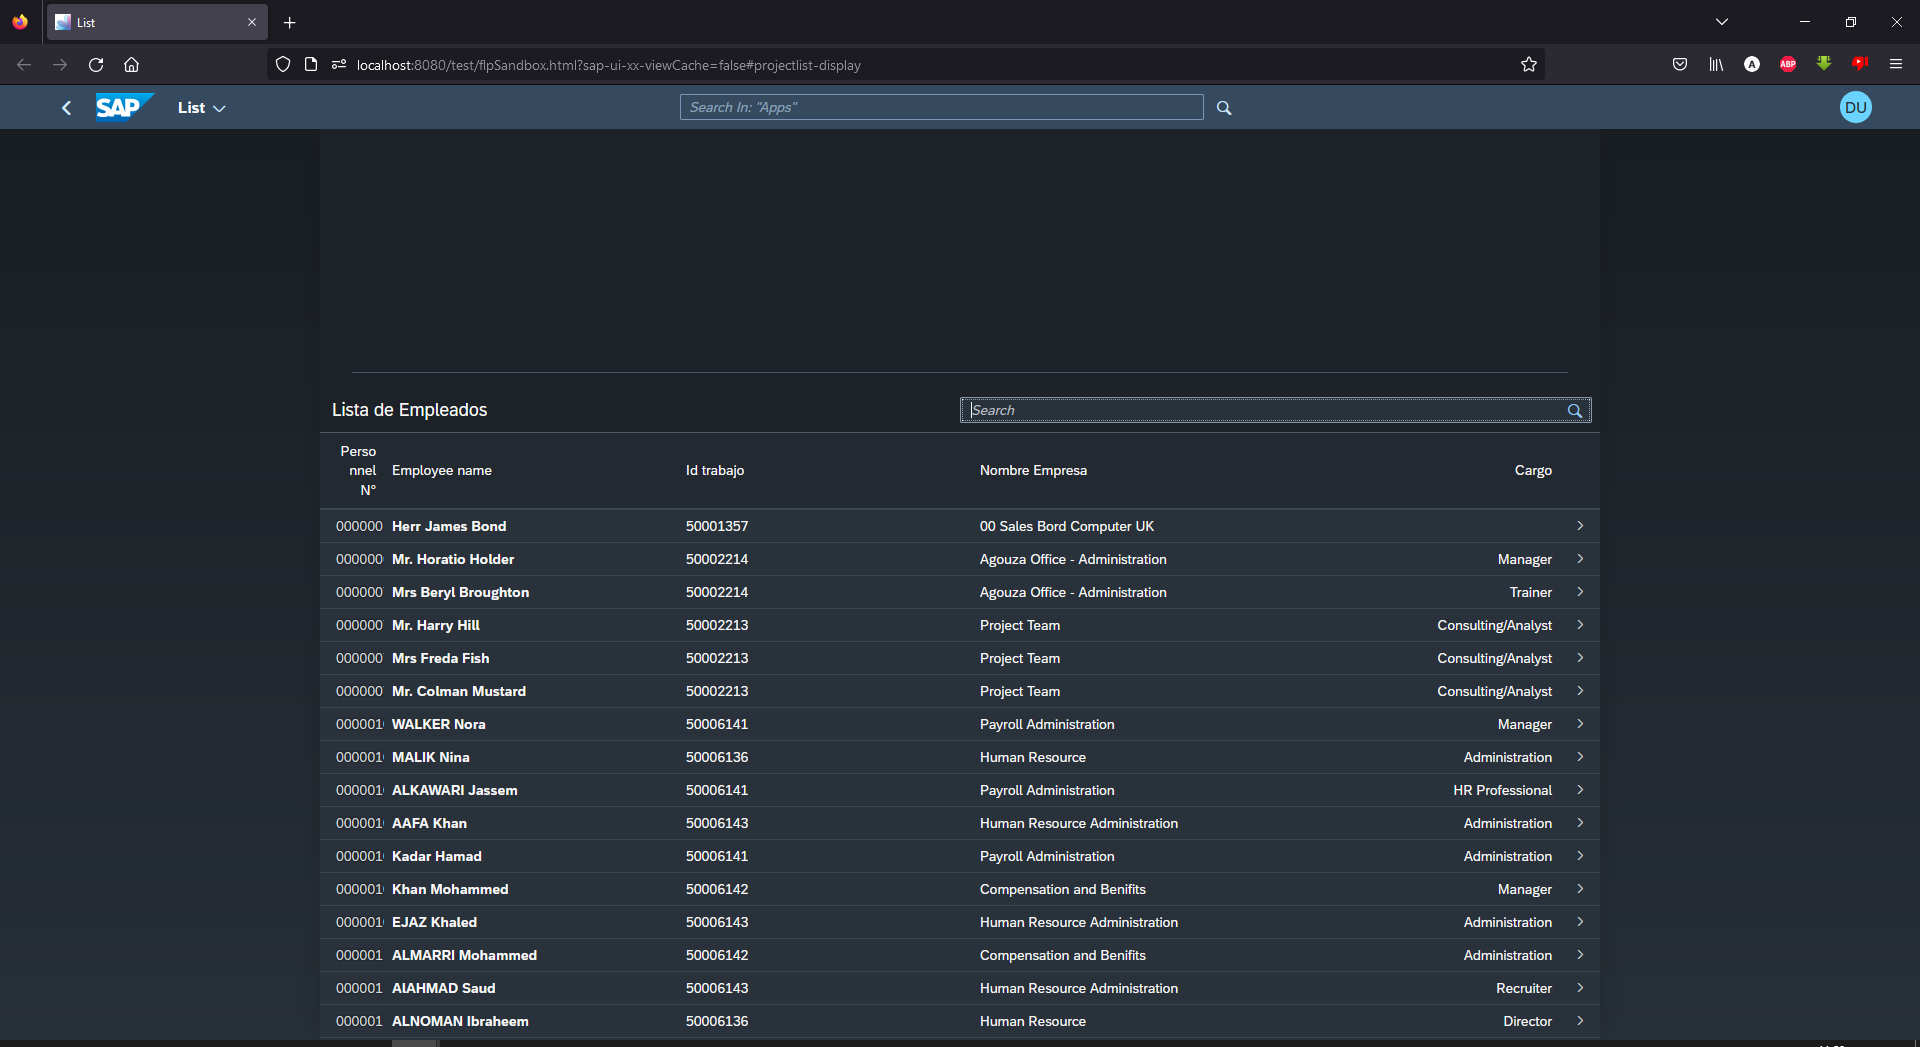 List
localhost:8080/test/flpSandbox.html?sap-ui-xx-viewCache=false#projectlist-display
A
ABP
SAP
List
Search In: "Apps"
DU
Lista de Empleados
Search
Perso
nnel
N°
Employee name
Id trabajo
Nombre Empresa
Cargo
000000 Herr James Bond 50001357 00 Sales Bord Computer UK
000000 Mr. Horatio Holder 50002214 Agouza Office - Administration Manager
000000 Mrs Beryl Broughton 50002214 Agouza Office - Administration Trainer
000000 Mr. Harry Hill 50002213 Project Team Consulting/Analyst
000000 Mrs Freda Fish 50002213 Project Team Consulting/Analyst
000000 Mr. Colman Mustard 50002213 Project Team Consulting/Analyst
000001 WALKER Nora 50006141 Payroll Administration Manager
000001 MALIK Nina 50006136 Human Resource Administration
000001 ALKAWARI Jassem 50006141 Payroll Administration HR Professional
000001 AAFA Khan 50006143 Human Resource Administration Administration
000001 Kadar Hamad 50006141 Payroll Administration Administration
000001 Khan Mohammed 50006142 Compensation and Benifits Manager
000001 EJAZ Khaled 50006143 Human Resource Administration Administration
000001 ALMARRI Mohammed 50006142 Compensation and Benifits Administration
000001 AlAHMAD Saud 50006143 Human Resource Administration Recruiter
000001 ALNOMAN Ibraheem 50006136 Human Resource Director